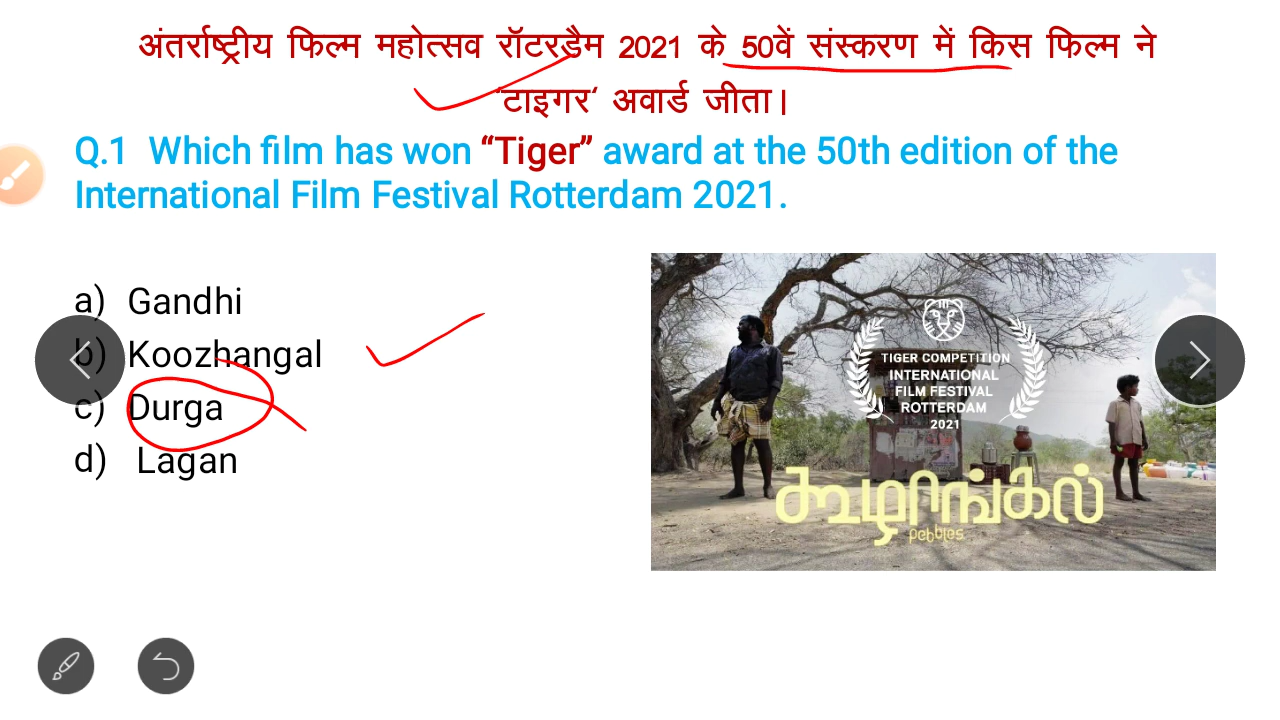 अंतर्राष्ट्रीय फिल्म महोत्सव रॉटरडैम 2021 के 50वें संस्करण में किस फिल्म ने
‘टाइगर‘ अवार्ड जीता।
Q.1 Which film has won “Tiger” award at the 50th edition of the
International Film Festival Rotterdam 2021.
a) Gandhi
b) Koozhangal
c) Durga
d) Lagan
TIGER COMPETITION
INTERNATIONAL
FILM FESTIVAL
ROTTERDAM
2021
கூழாங்கல்
pebbles